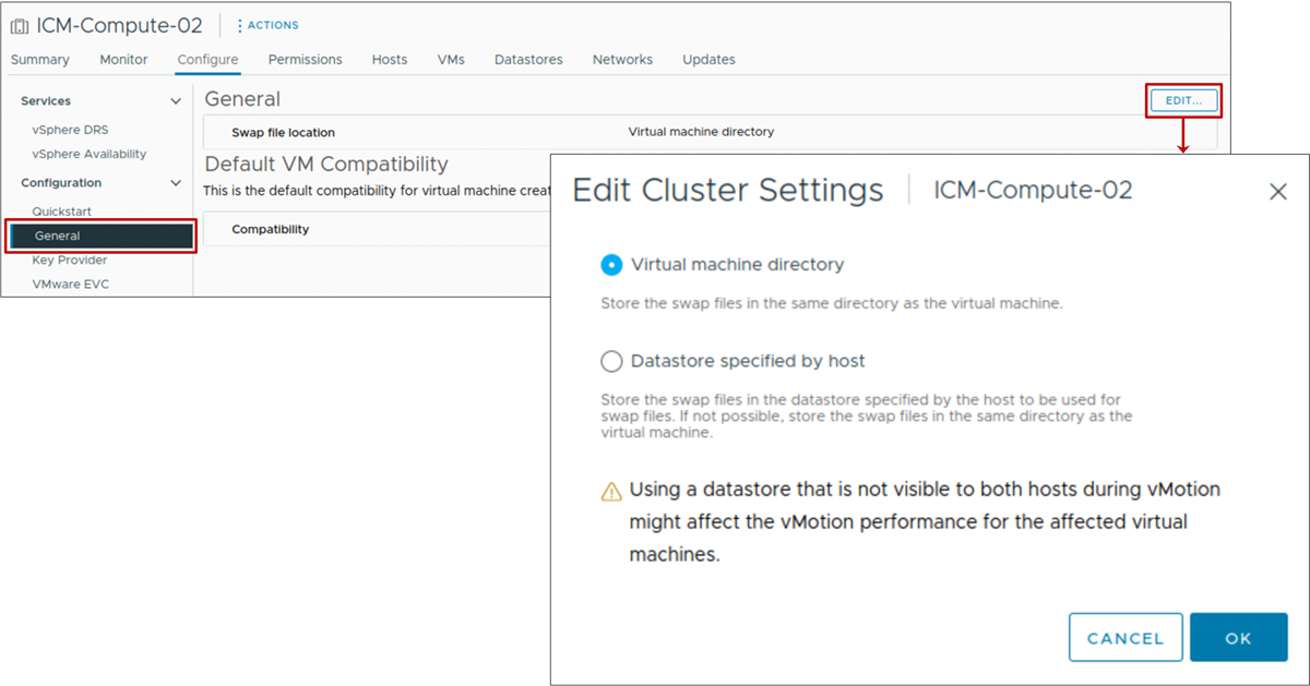 ICM-Compute-02
ACTIONS
Summary Monitor Configure Permissions Hosts VMs Datastores Networks Updates
Services
vSphere DRS
vSphere Availability
Configuration
Quickstart
General
Key Provider
VMware EVC
General
EDIT...
Swap file location Virtual machine directory
Default VM Compatibility
This is the default compatibility for virtual machine creat
Compatibility
Edit Cluster Settings ICM-Compute-02
Virtual machine directory
Store the swap files in the same directory as the virtual machine.
Datastore specified by host
Store the swap files in the datastore specified by the host to be used for
swap files. If not possible, store the swap files in the same directory as the
virtual machine.
Using a datastore that is not visible to both hosts during vMotion
might affect the vMotion performance for the affected virtual
machines.
CANCEL OK